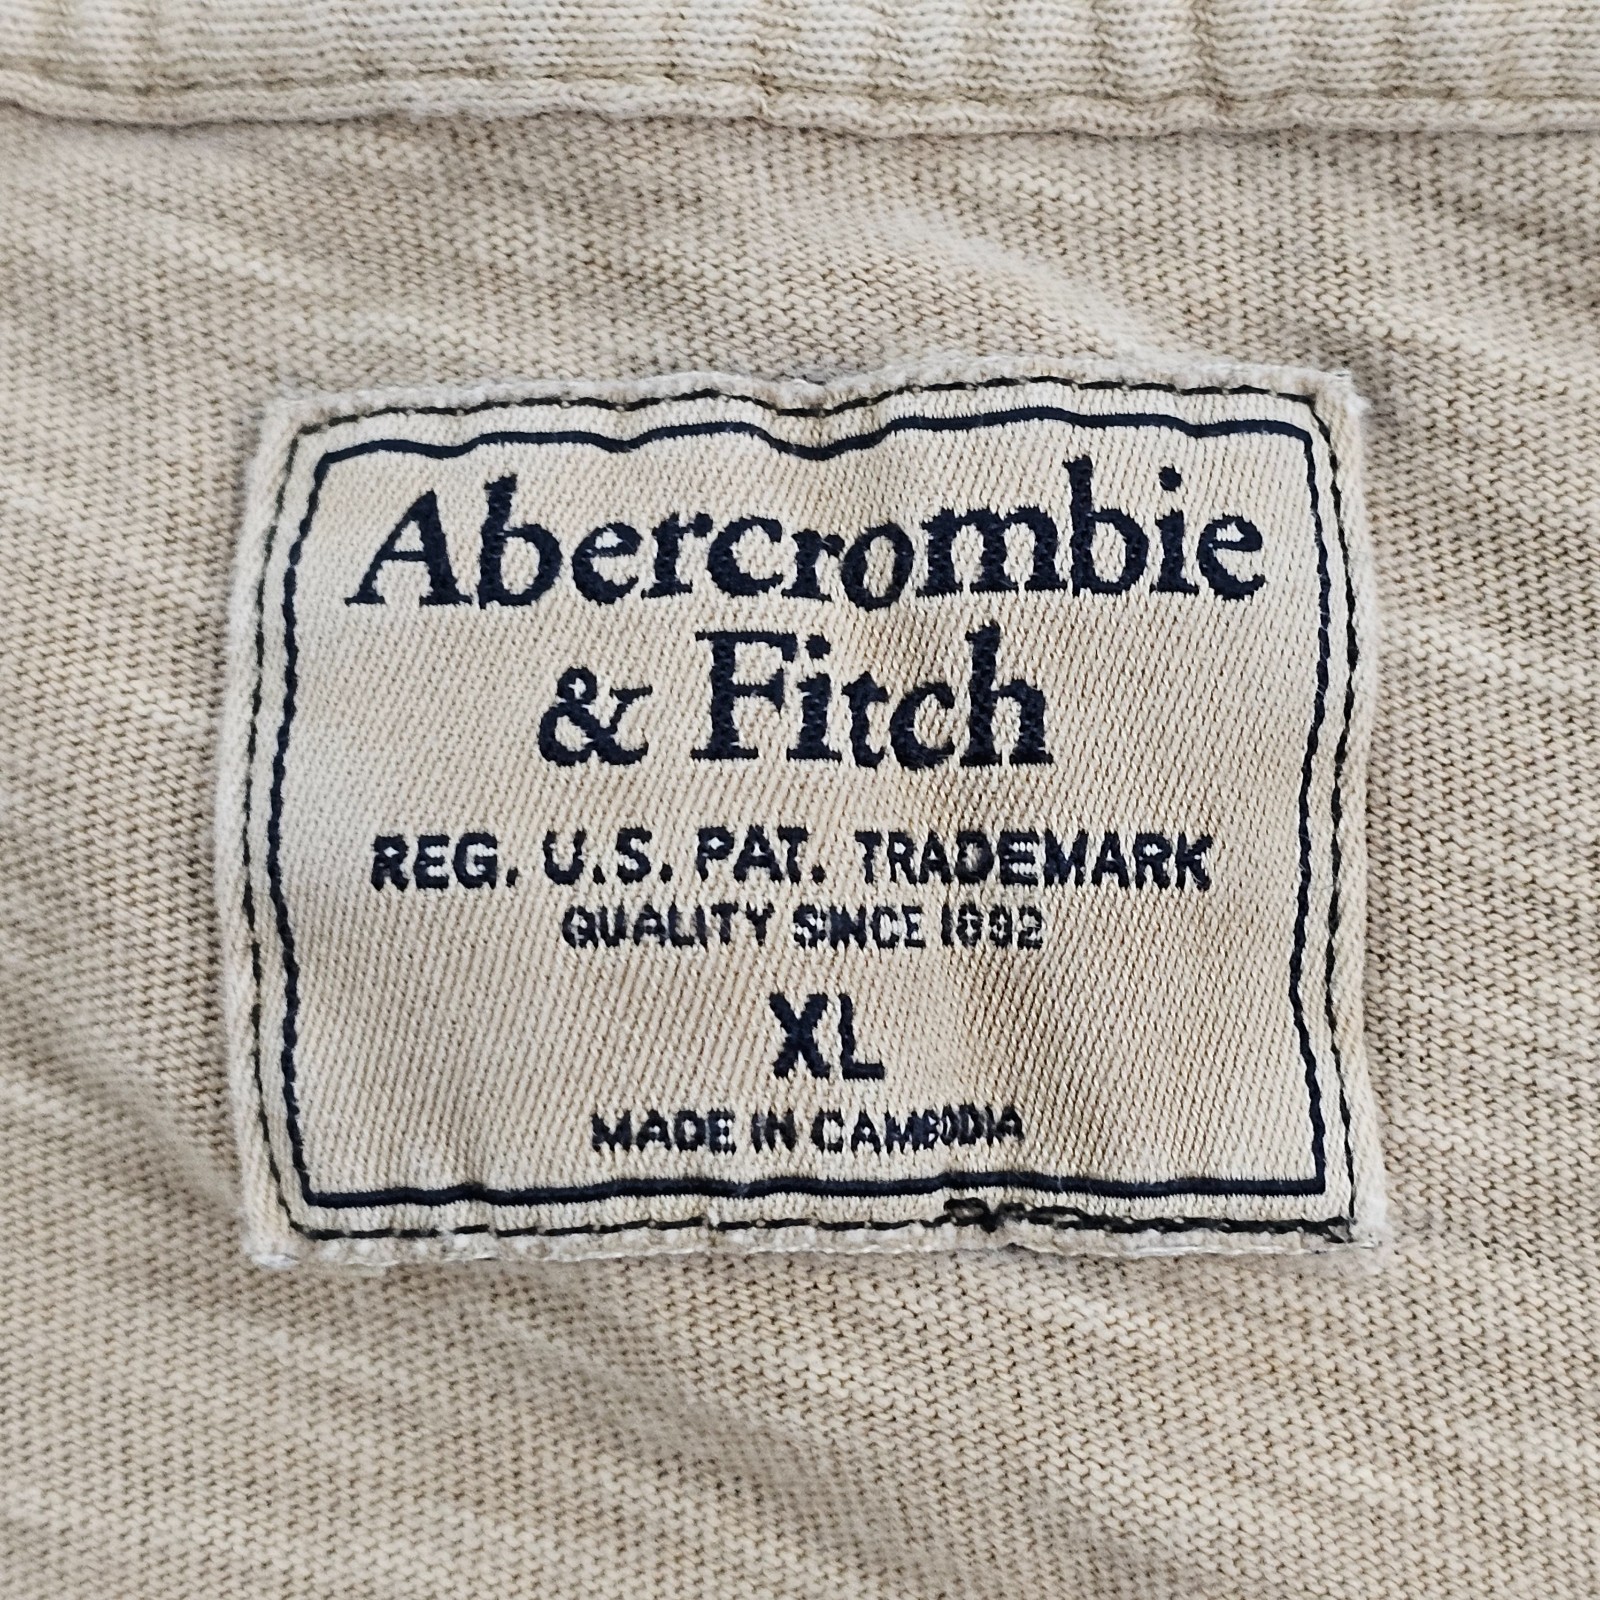 Abercrombie
& Fitch
REG. U.S. PAT. TRADEMARK
QUALITY SINCE 1892
XL
MADE IN CAMBODIA